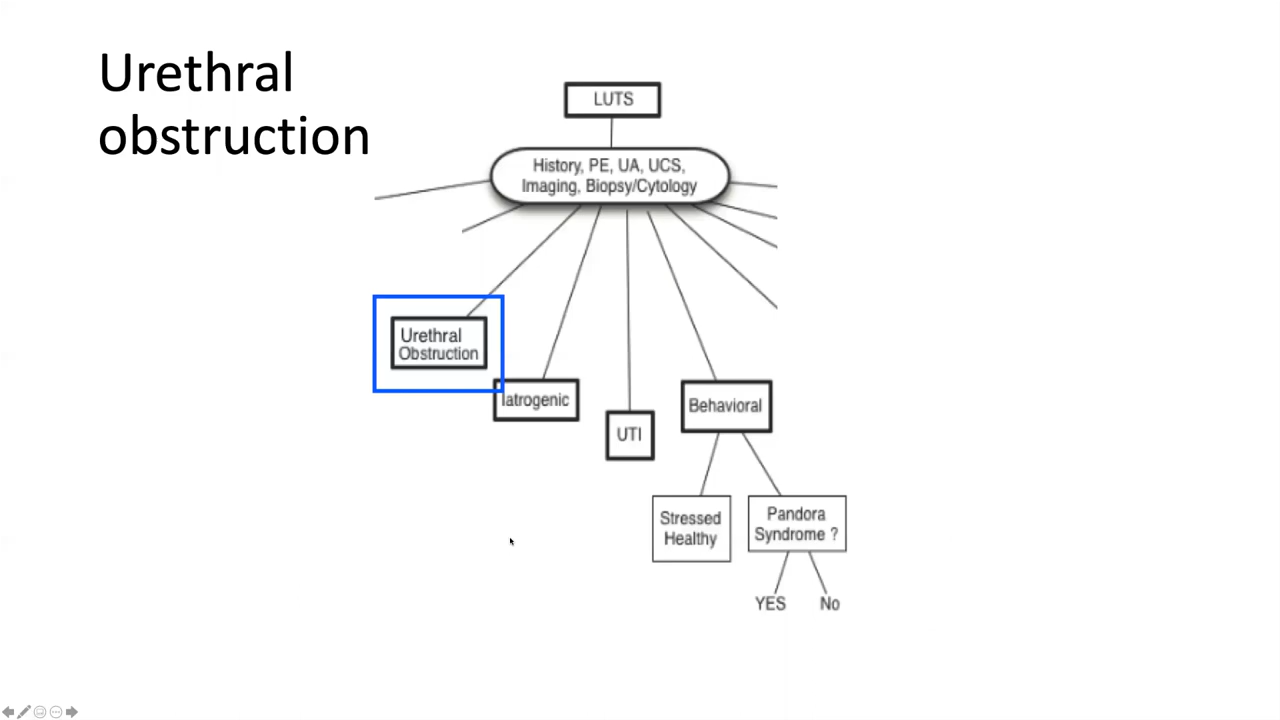 Urethral
obstruction
LUTS
History, PE, UA, UCS,
Imaging, Biopsy/Cytology
Urethral
Obstruction
Iatrogenic
UTI
Behavioral
Stressed
Healthy
Pandora
Syndrome ?
YES
No